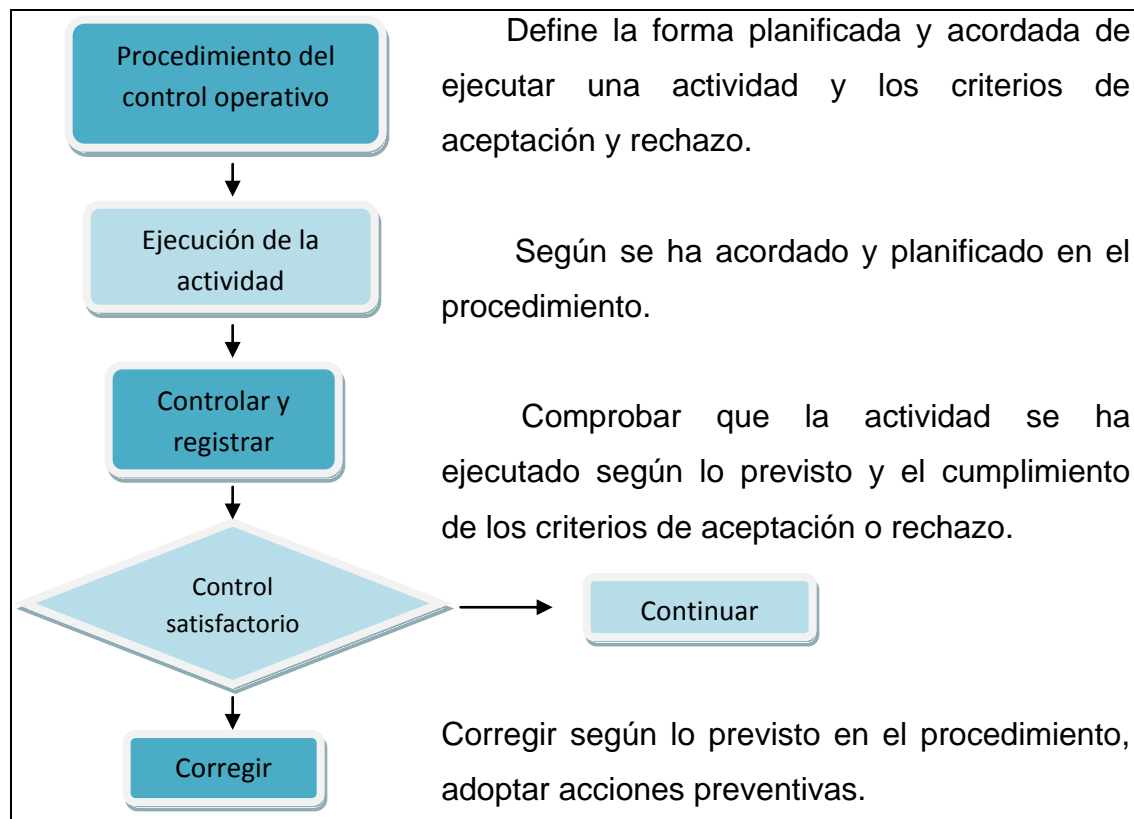 Procedimiento del
control operativo
Define la forma planificada y acordada de
ejecutar una actividad y los criterios de
aceptación y rechazo.
Ejecución de la
actividad
Según se ha acordado y planificado en el
procedimiento.
Controlar y
registrar
Comprobar que la actividad se ha
ejecutado según lo previsto y el cumplimiento
de los criterios de aceptación o rechazo.
Control
satisfactorio
Continuar
Corregir
Corregir según lo previsto en el procedimiento,
adoptar acciones preventivas.